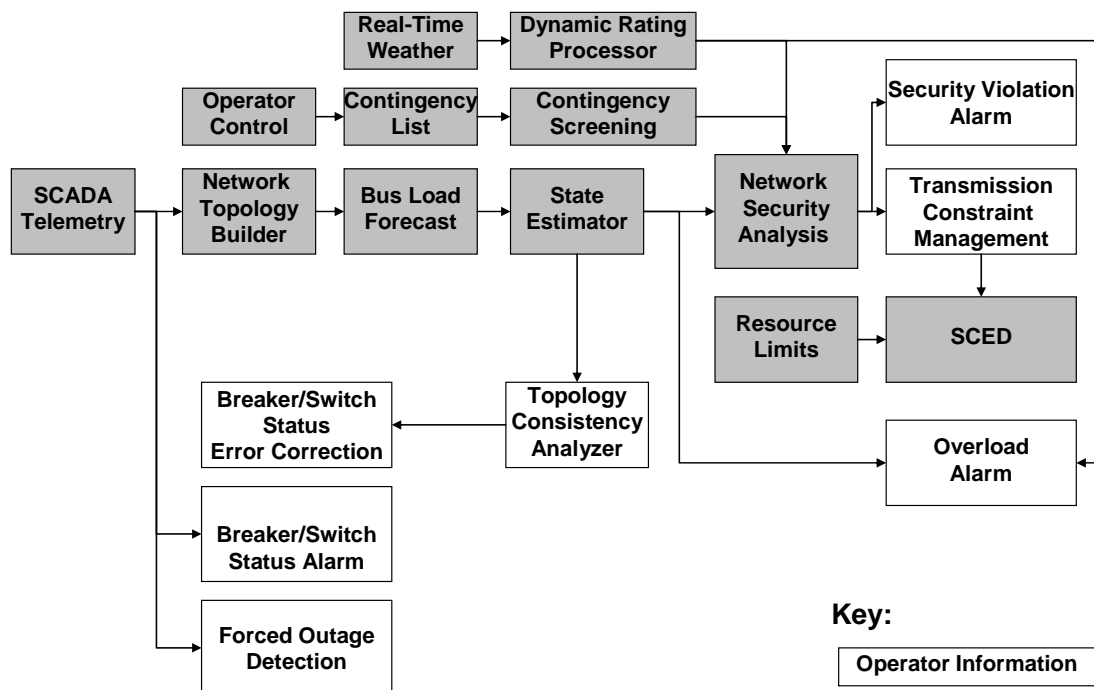 Real-Time
Weather
Dynamic Rating
Processor
Operator
Control
Contingency
List
Contingency
Screening
Security Violation
Alarm
SCADA
Telemetry
Network
Topology
Builder
Bus Load
Forecast
State
Estimator
Network
Security
Analysis
Transmission
Constraint
Management
Resource
Limits
SCED
Breaker/Switch
Status
Error Correction
Topology
Consistency
Analyzer
Overload
Alarm
Breaker/Switch
Status Alarm
Forced Outage
Detection
Key:
Operator Information